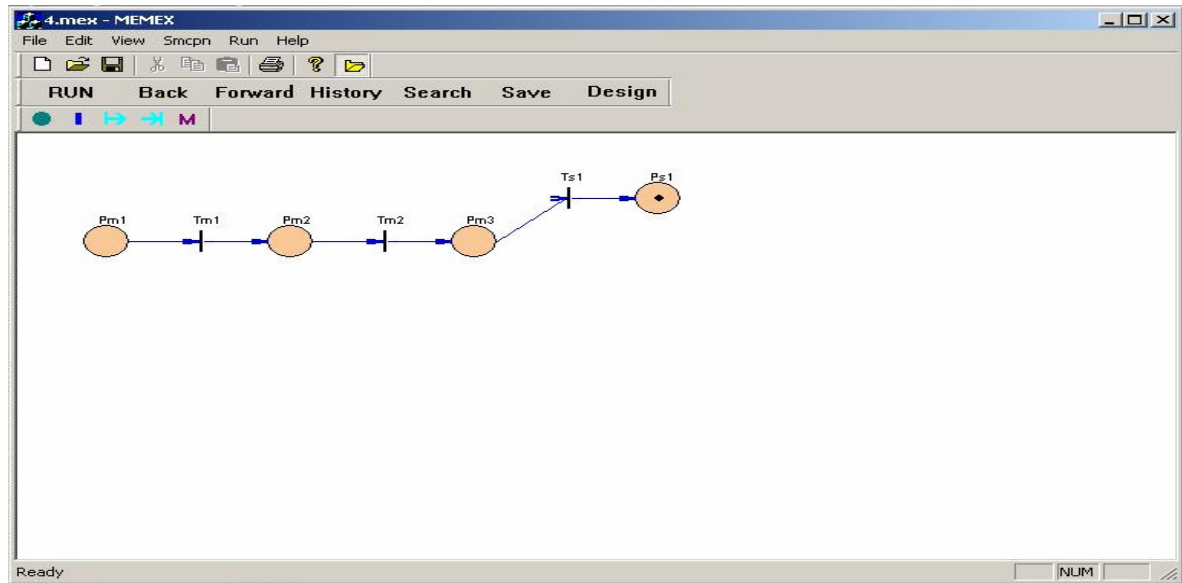 4.mex - MEMEX
File Edit View Smcpn Run Help
RUN Back Forward History Search Save Design
M
Ts1 Ps1
Pm1 Tm1 Pm2 Tm2 Pm3
Ready NUM